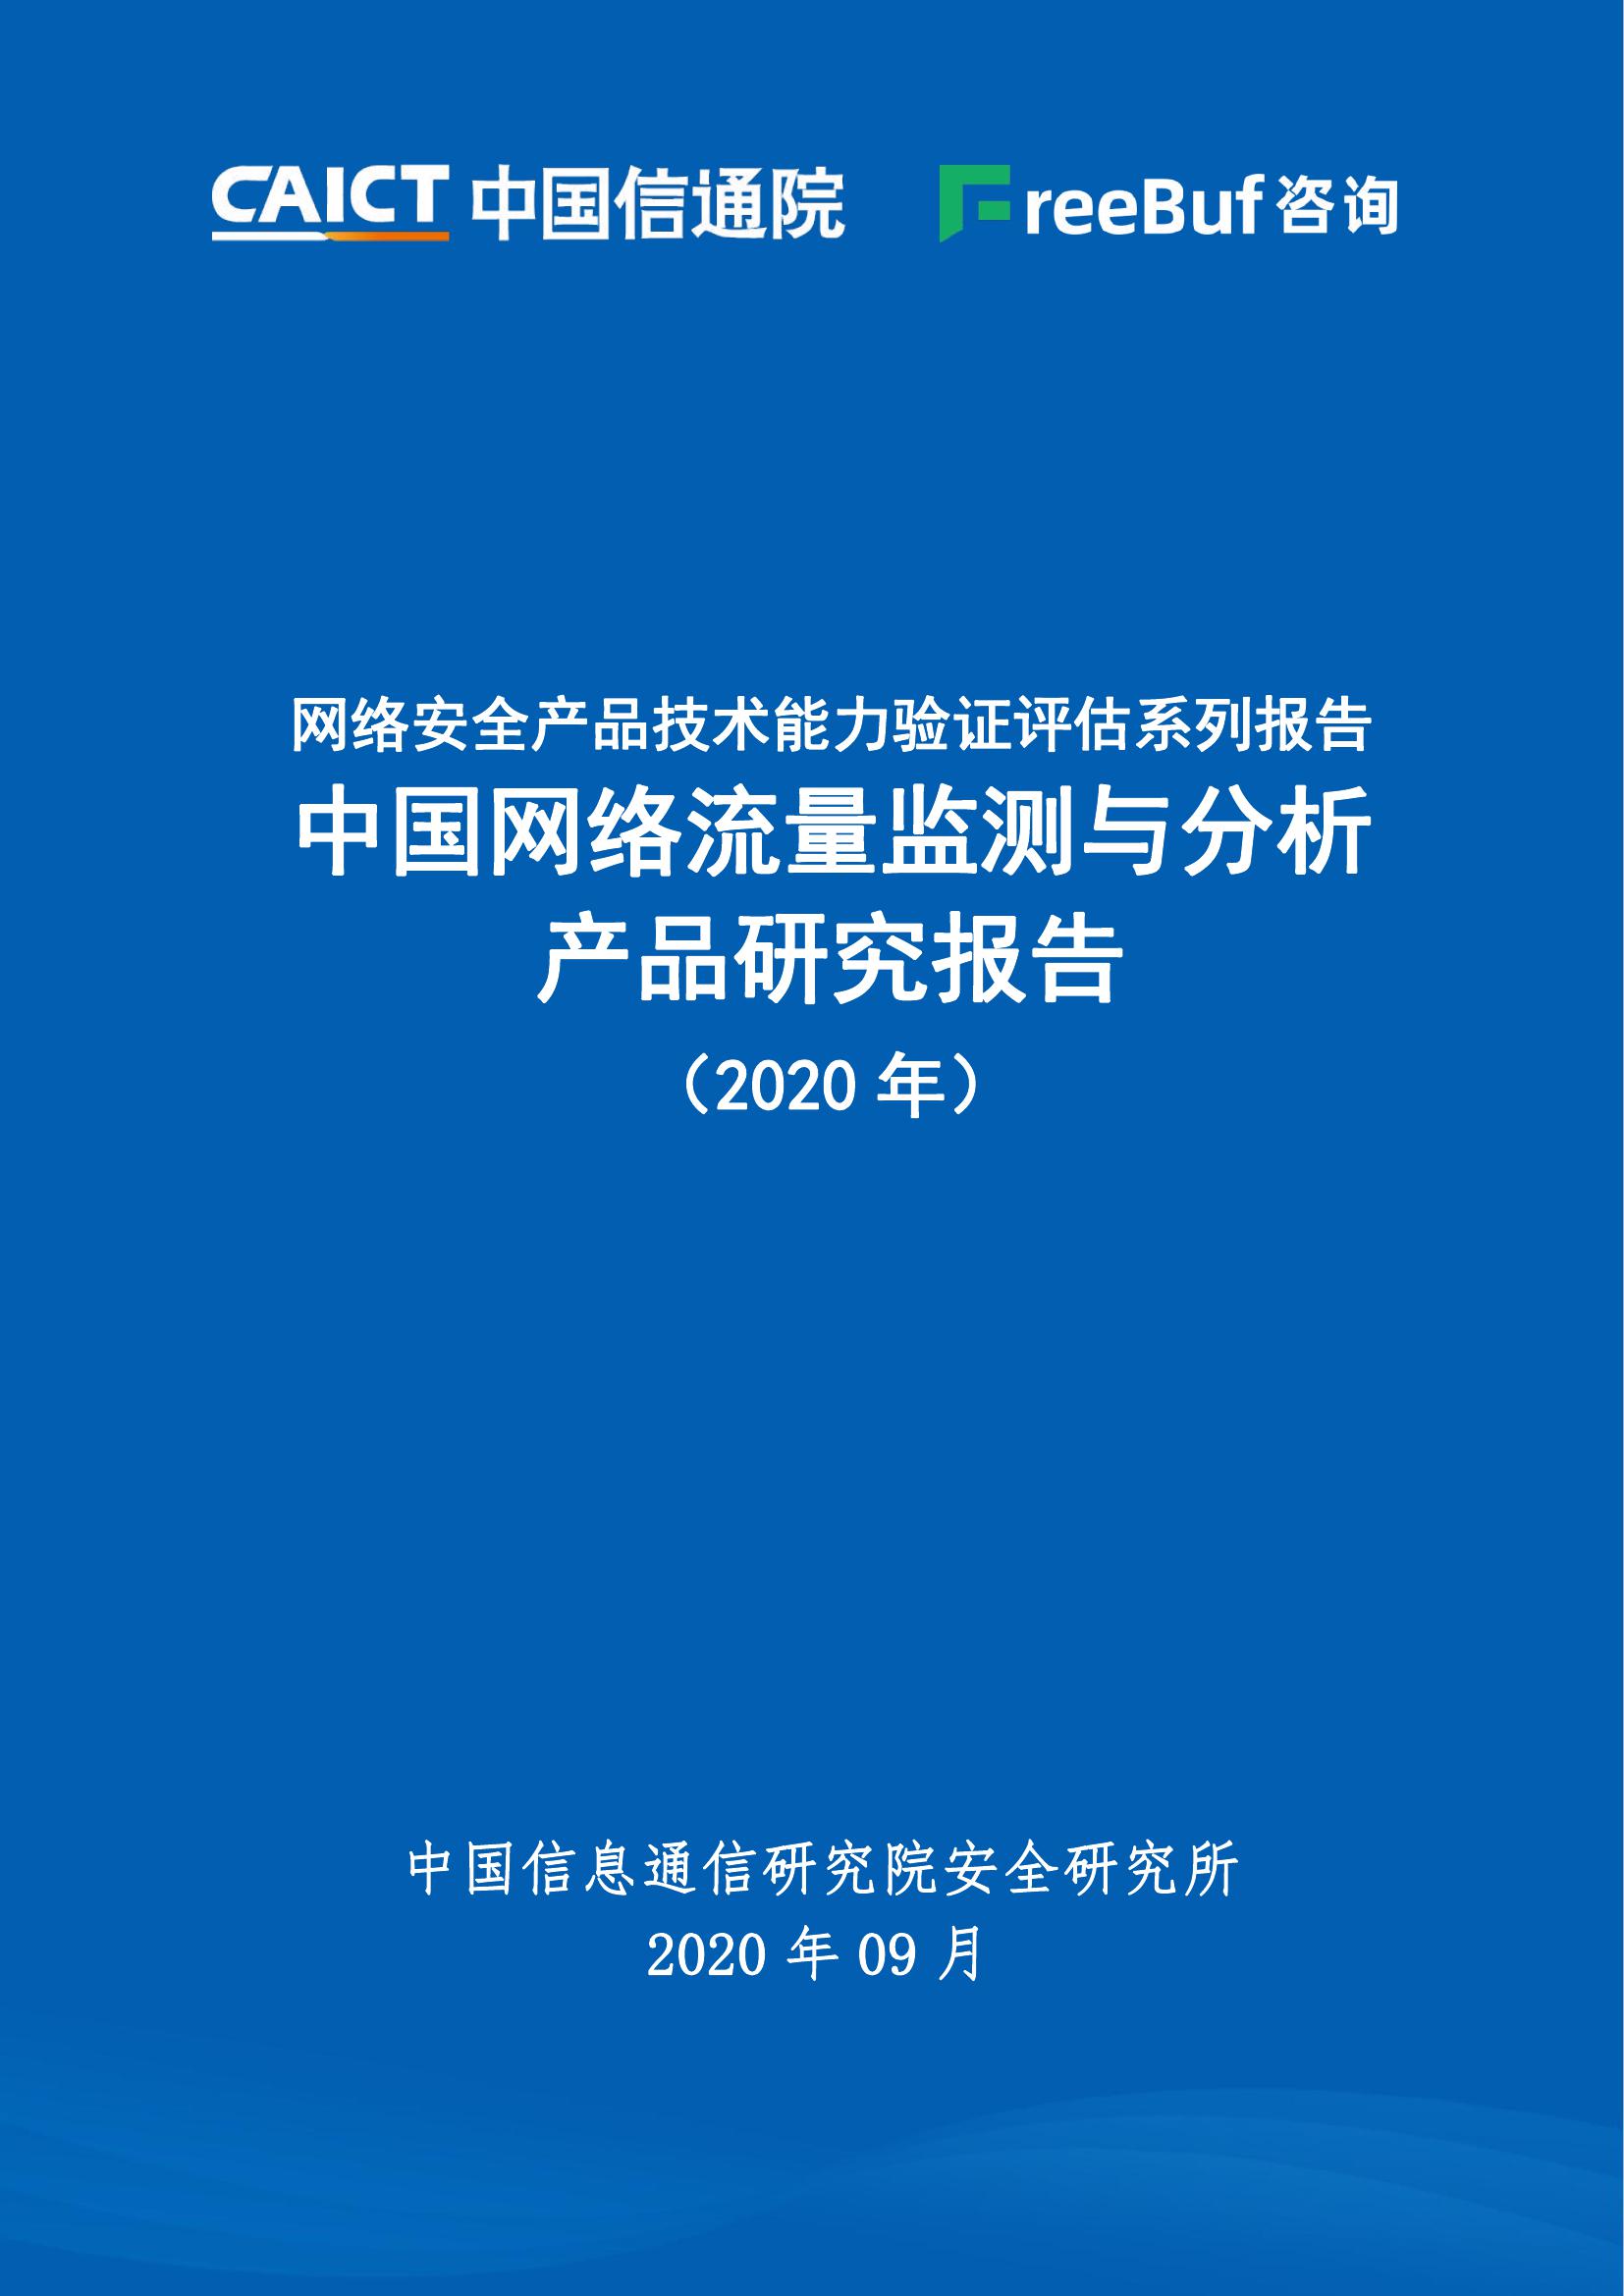 CAICT 中国信通院 FreeBuf 咨询
网络安全产品技术能力验证评估系列报告
中国网络流量监测与分析
产品研究报告
（2020 年）
中国信息通信研究院安全研究所
2020 年 09 月